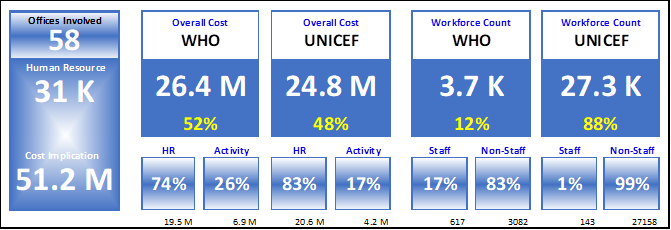 Offices Involved
58
Human Resource
31 K
Cost Implication
51.2 M
Overall Cost
WHO
26.4 M
52%
HR Activity
74% 26%
19.5 M 6.9 M
Overall Cost
UNICEF
24.8 M
48%
HR Activity
83% 17%
20.6 M 4.2 M
Workforce Count
WHO
3.7 K
12%
Staff Non-Staff
17% 83%
617 3082
Workforce Count
UNICEF
27.3 K
88%
Staff Non-Staff
1% 99%
143 27158